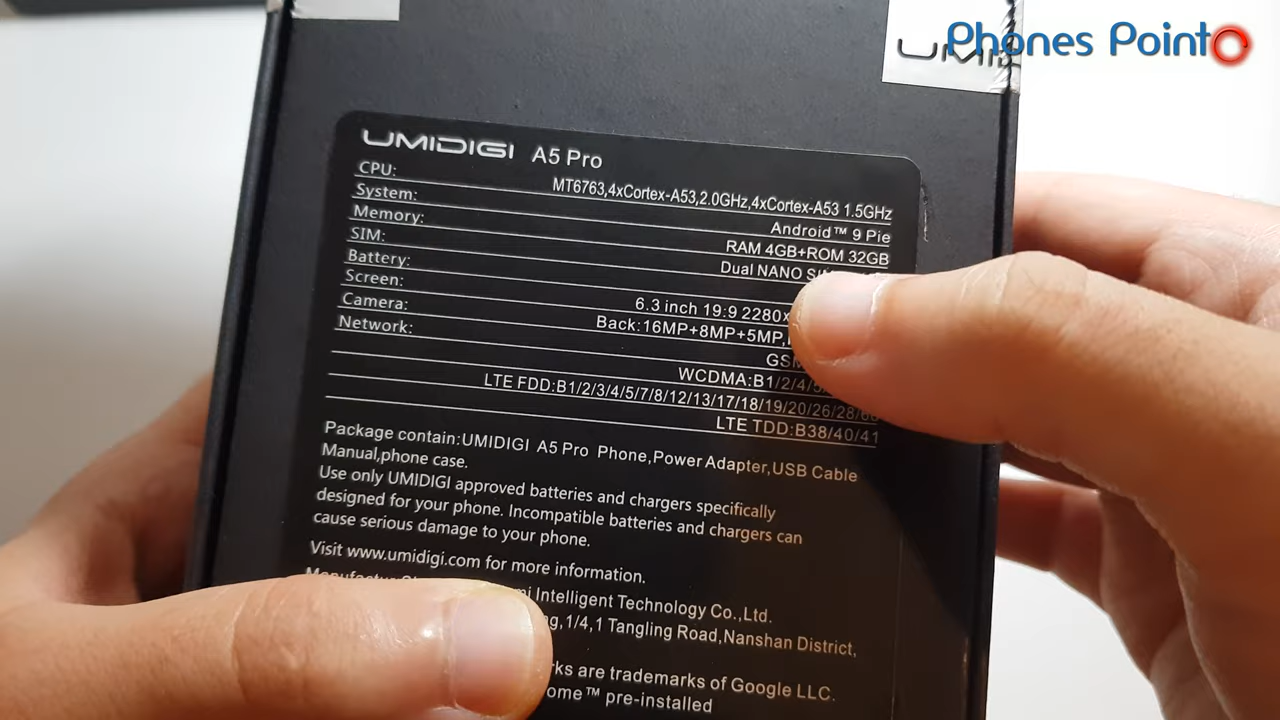 Phones Point
UMIDIGI A5 Pro
CPU: MT6763,4xCortex-A53,2.0GHz,4xCortex-A53 1.5GHz
System: Android™ 9 Pie
Memory: RAM 4GB+ROM 32GB
SIM: Dual NANO
Battery:
Screen: 6.3 inch 19:9
Camera: Back:16MP+8MP+5MP,
Network:
WCDMA:B1/2/4/
LTE FDD:B1/2/3/4/5/7/8/12/13/17/18/19/20/26/28/
LTE TDD:B38/40/41
Package contain:UMIDIGI A5 Pro Phone,Power Adapter,USB Cable
Manual,phone case.
Use only UMIDIGI approved batteries and chargers specifically
designed for your phone. Incompatible batteries and chargers can
cause serious damage to your phone.
Visit www.umidigi.com for more information.
Intelligent Technology Co.,Ltd.
,1/4,1 Tangling Road,Nanshan District,
are trademarks of Google LLC.
pre-installed